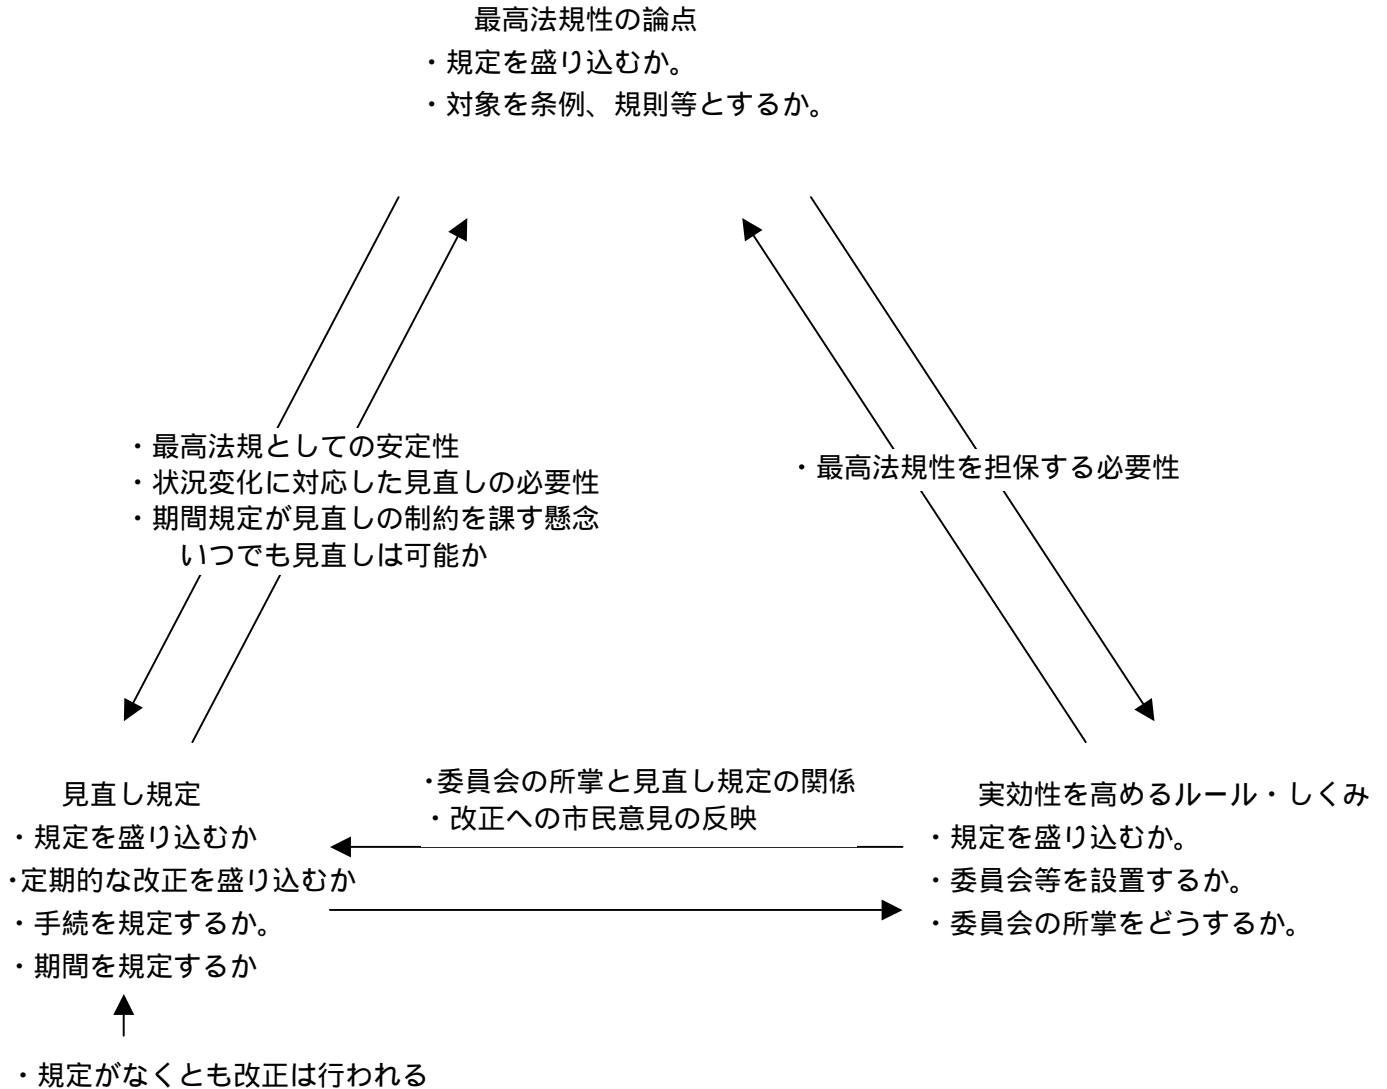 最高法規性の論点
・規定を盛り込むか。
・対象を条例、規則等とするか。
・最高法規としての安定性
・状況変化に対応した見直しの必要性
・期間規定が見直しの制約を課す懸念
いつでも見直しは可能か
・最高法規性を担保する必要性
・委員会の所掌と見直し規定の関係
・改正への市民意見の反映
見直し規定
・規定を盛り込むか
・定期的な改正を盛り込むか
・手続を規定するか。
・期間を規定するか
・規定がなくとも改正は行われる
実効性を高めるルール・しくみ
・規定を盛り込むか。
・委員会等を設置するか。
・委員会の所掌をどうするか。